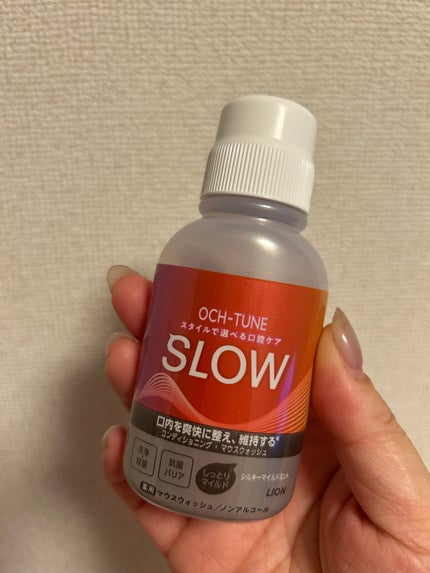 OCH-TUNE
スタイルで選べる口腔ケア
SLOW
口内を爽快に整え、維持する*
コンディショニング・マウスウォッシュ
洗浄
殺菌
抗菌
バリア
しっとり
マイルド
シルキーマイルドミント
LION
薬用 マウスウォッシュ/ノンアルコール